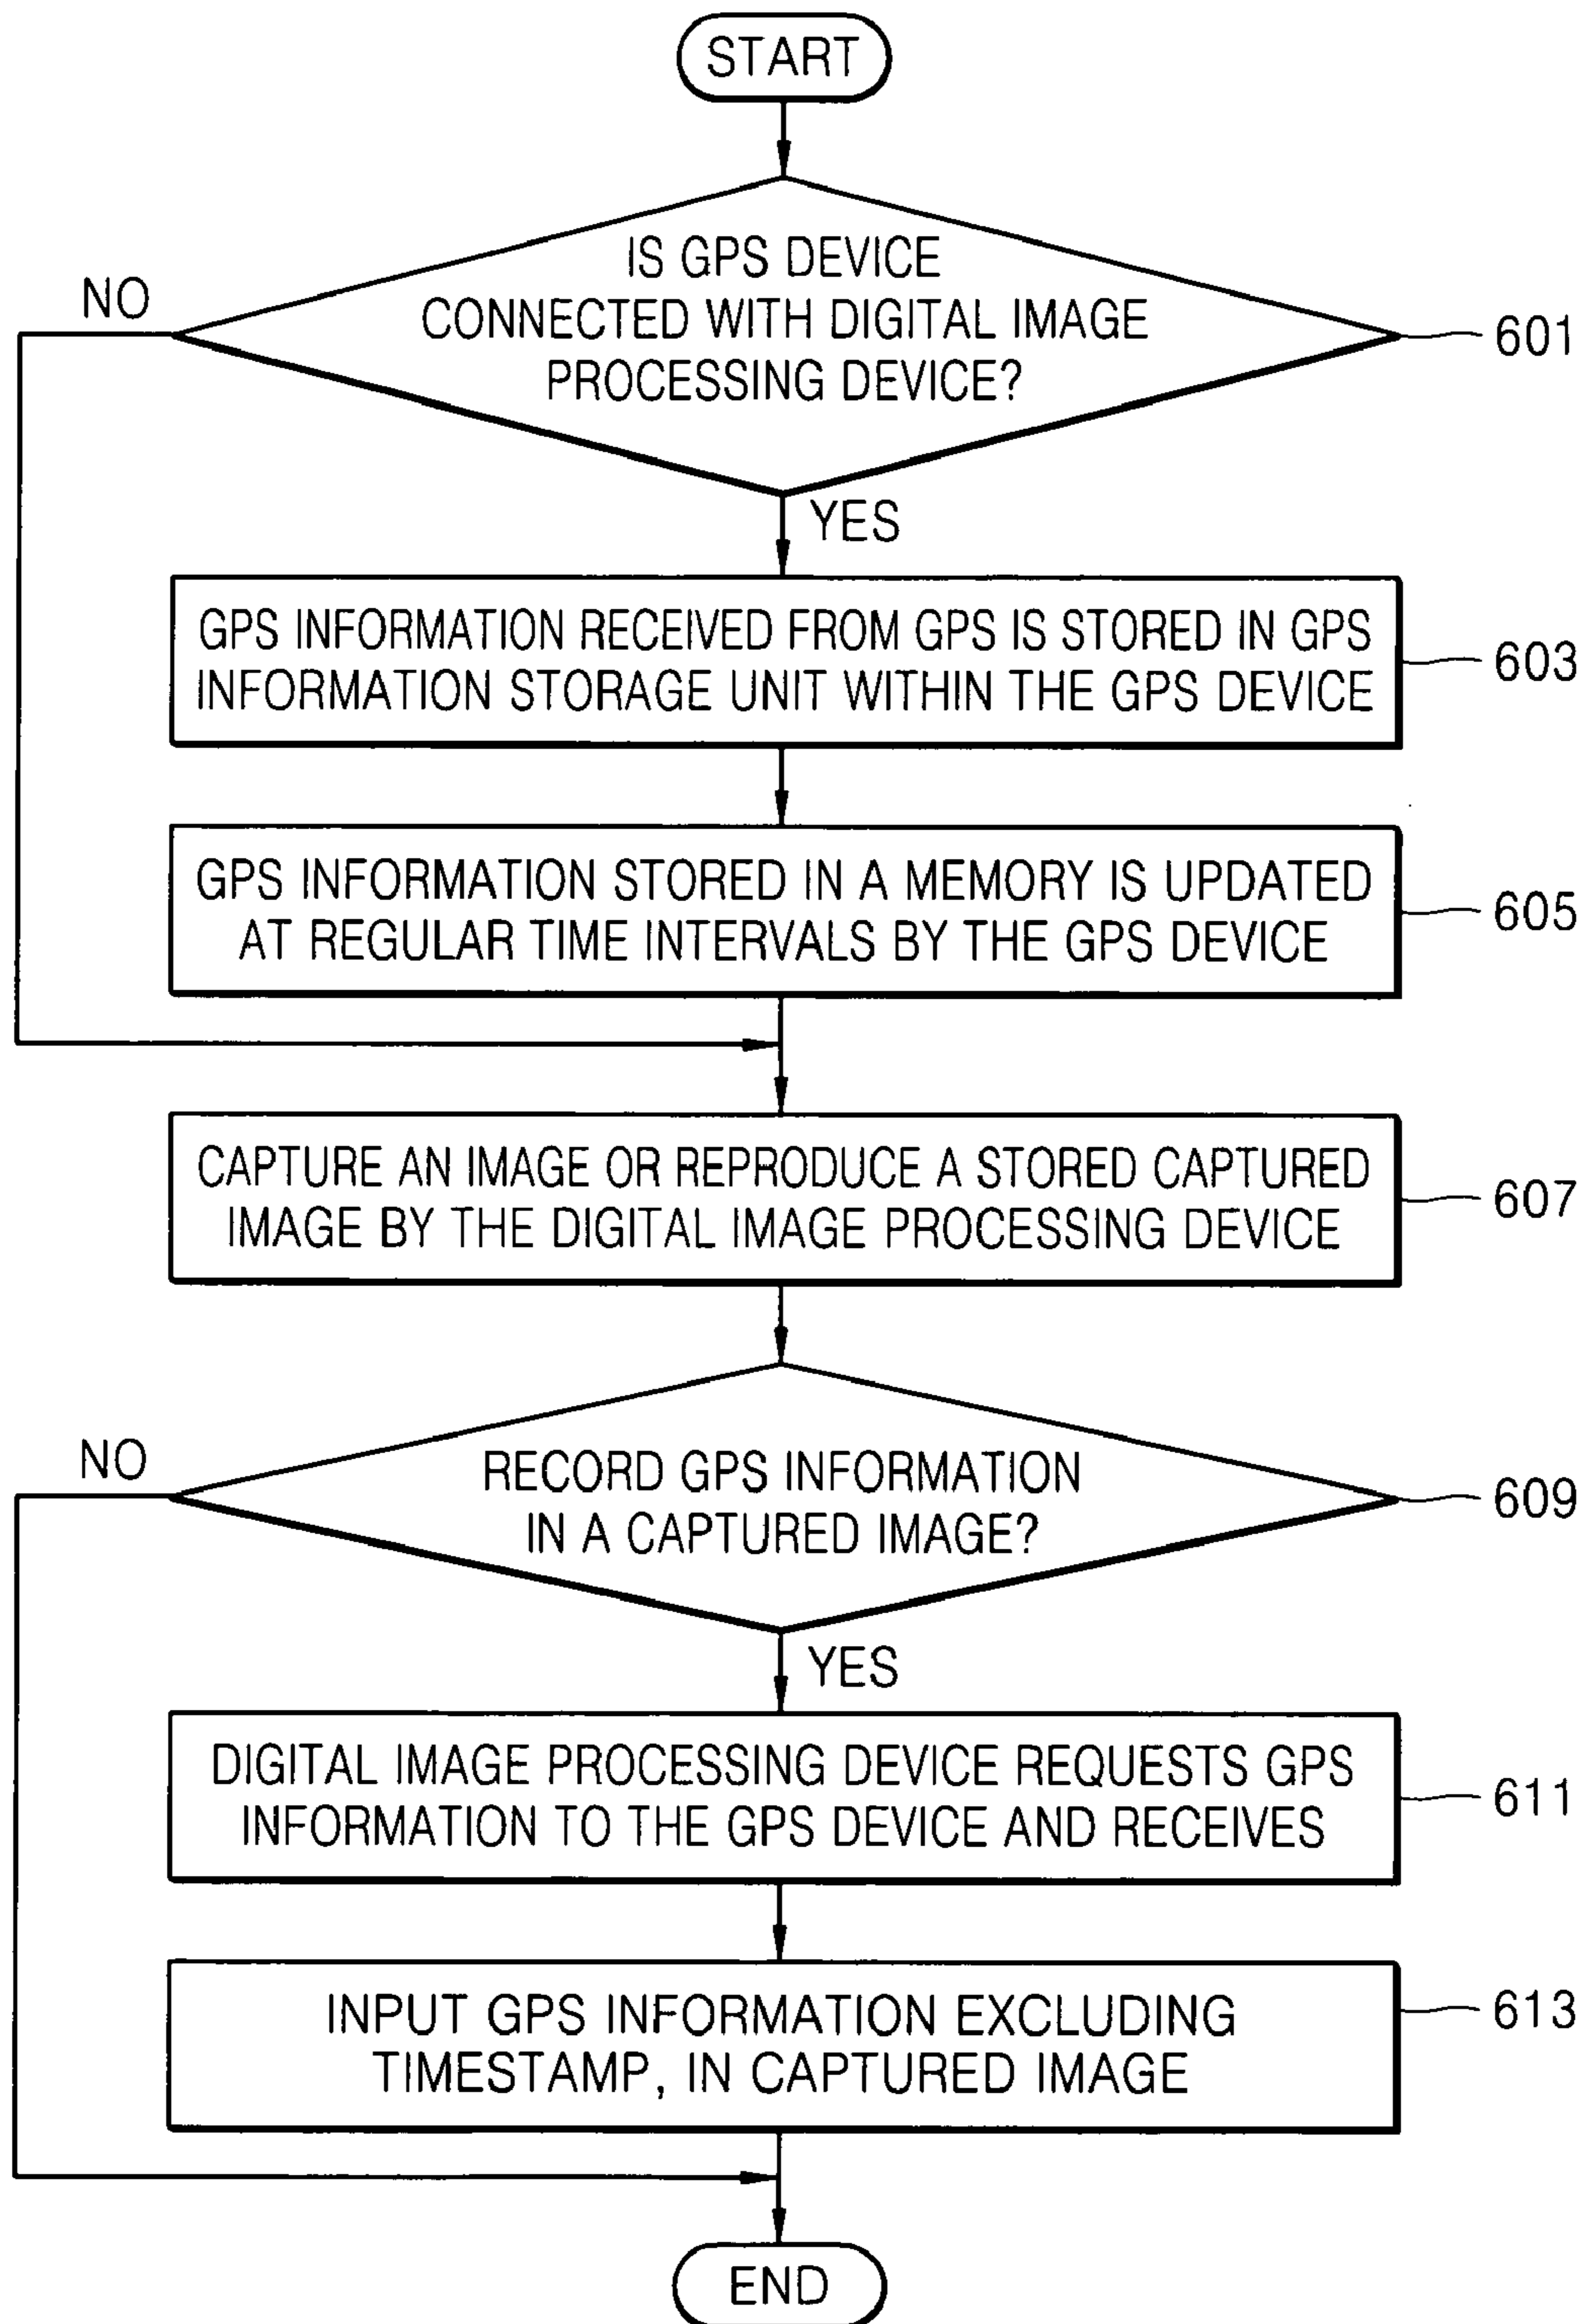 START
IS GPS DEVICE
CONNECTED WITH DIGITAL IMAGE
PROCESSING DEVICE?
NO
601
YES
GPS INFORMATION RECEIVED FROM GPS IS STORED IN GPS
INFORMATION STORAGE UNIT WITHIN THE GPS DEVICE
603
GPS INFORMATION STORED IN A MEMORY IS UPDATED
AT REGULAR TIME INTERVALS BY THE GPS DEVICE
605
CAPTURE AN IMAGE OR REPRODUCE A STORED CAPTURED
IMAGE BY THE DIGITAL IMAGE PROCESSING DEVICE
607
RECORD GPS INFORMATION
IN A CAPTURED IMAGE?
NO
609
YES
DIGITAL IMAGE PROCESSING DEVICE REQUESTS GPS
INFORMATION TO THE GPS DEVICE AND RECEIVES
611
INPUT GPS INFORMATION EXCLUDING
TIMESTAMP, IN CAPTURED IMAGE
613
END